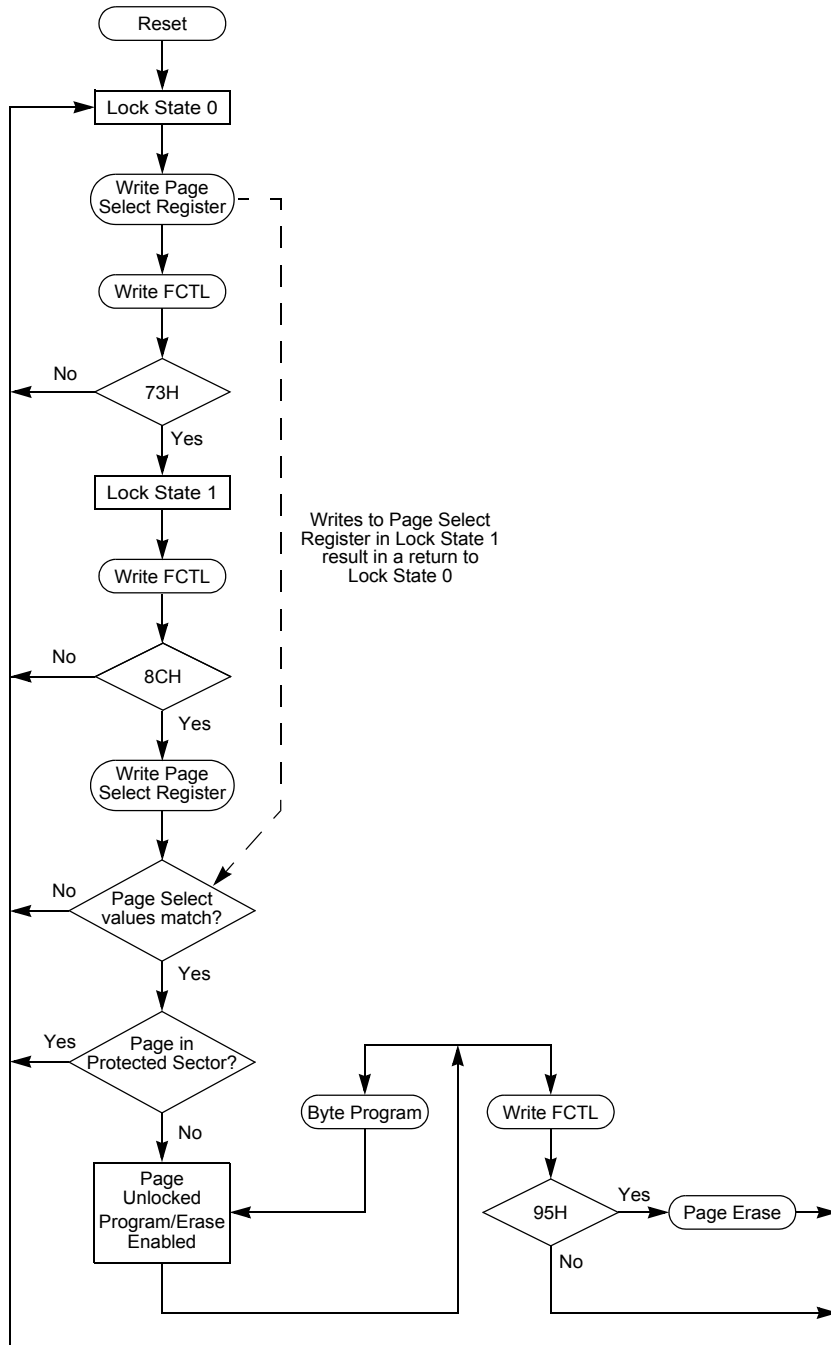 Reset
Lock State 0
Write Page
Select Register
Write FCTL
No
73H
Yes
Lock State 1
Writes to Page Select
Register in Lock State 1
result in a return to
Lock State 0
Write FCTL
No
8CH
Yes
Write Page
Select Register
No
Page Select
values match?
Yes
Yes
Page in
Protected Sector?
No
Byte Program
Write FCTL
Page
Unlocked
Program/Erase
Enabled
95H
Yes
Page Erase
No